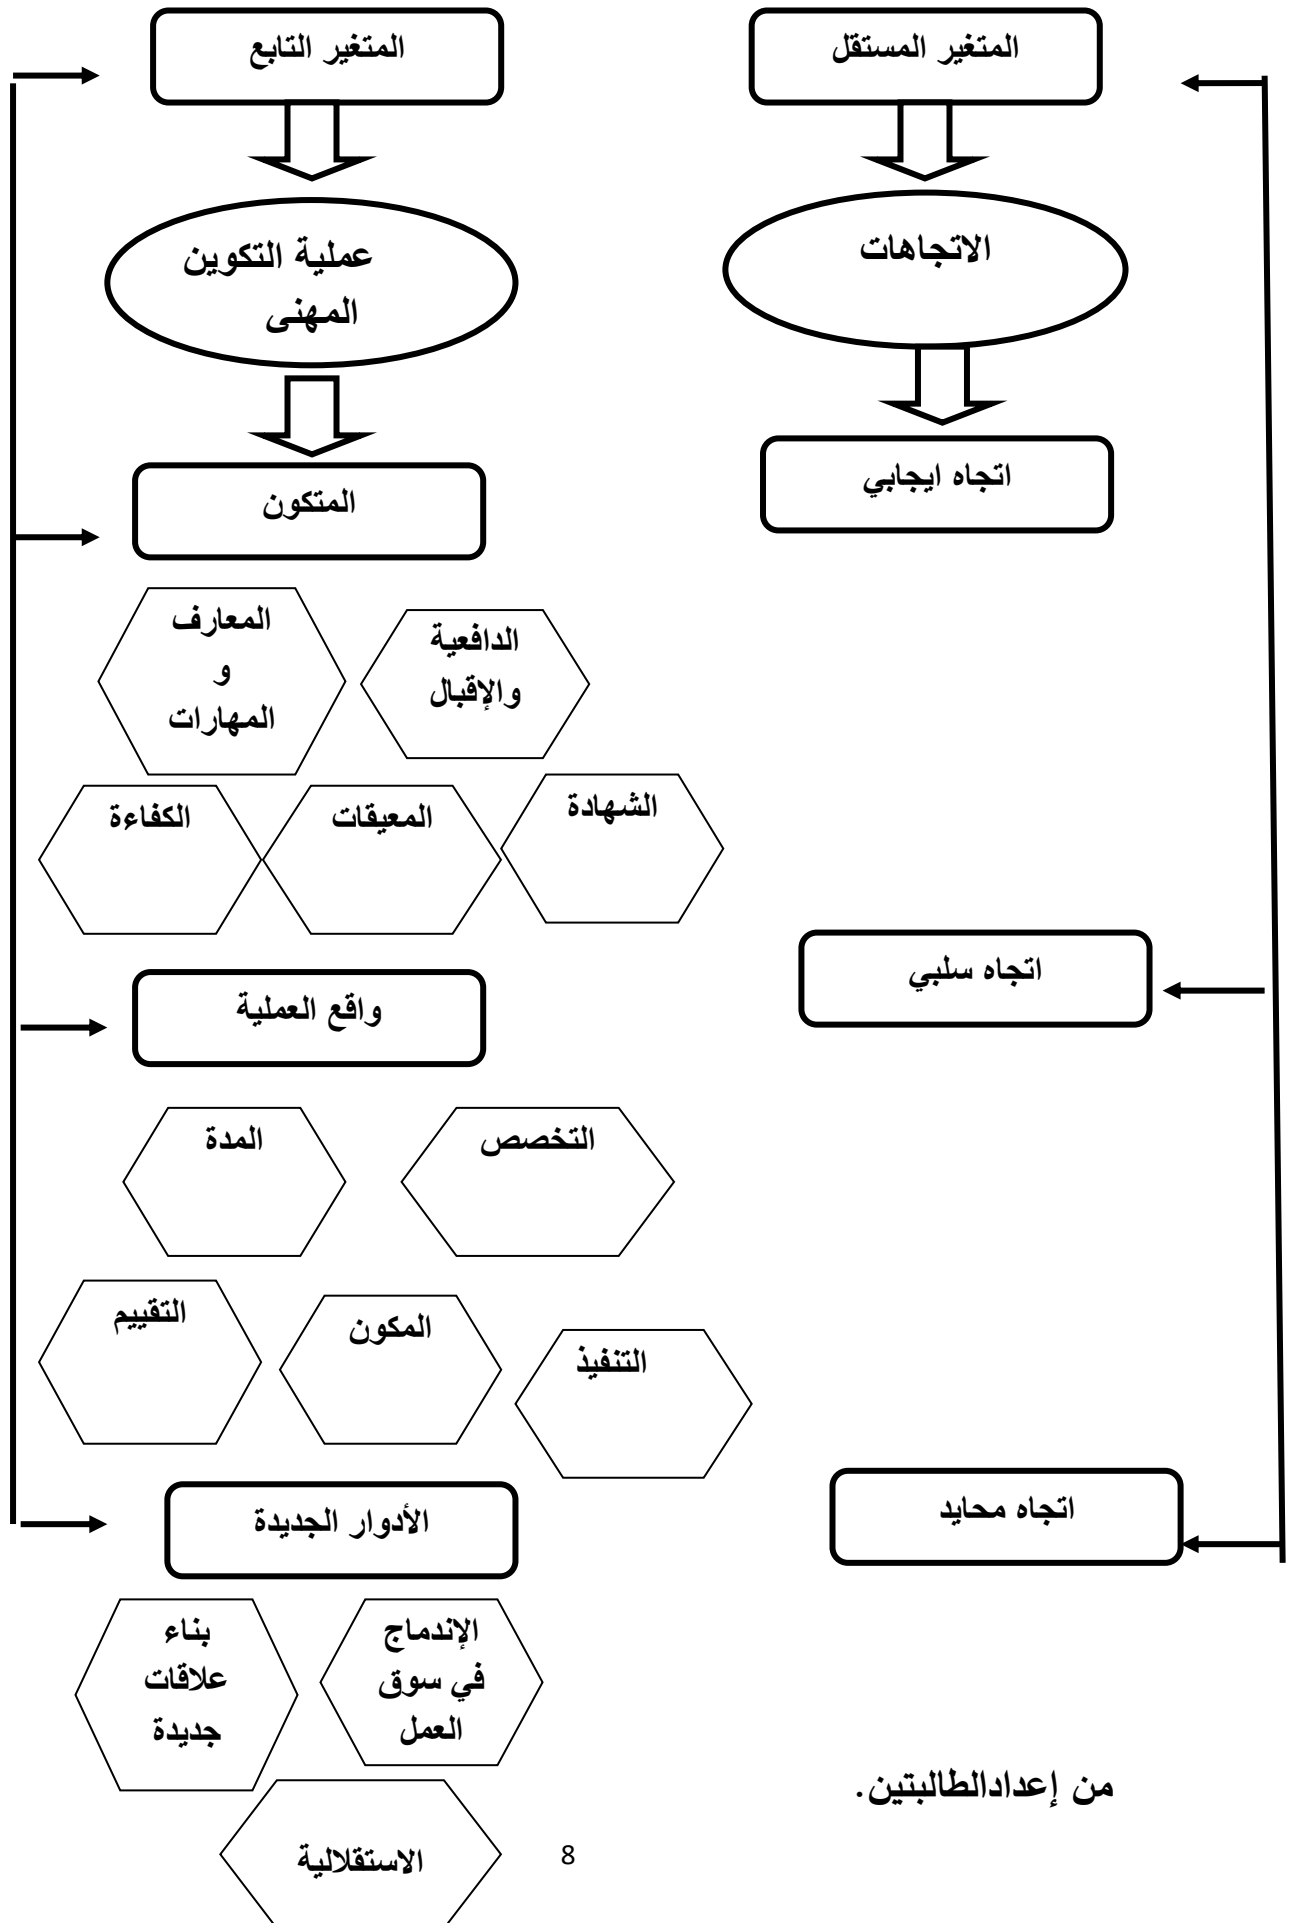 المتغير المستقل
المتغير التابع
الاتجاهات
عملية التكوين
المهنى
اتجاه ايجابي
المتكون
المعارف
و
المهارات
الدافعية
والإقبال
الشهادة
المعيقات
الكفاءة
اتجاه سلبي
واقع العملية
التخصص
المدة
التنفيذ
المكون
التقييم
اتجاه محايد
الأدوار الجديدة
الإندماج
في سوق
العمل
بناء
علاقات
جديدة
من إعدادالطالبتين.
الاستقلالية
8